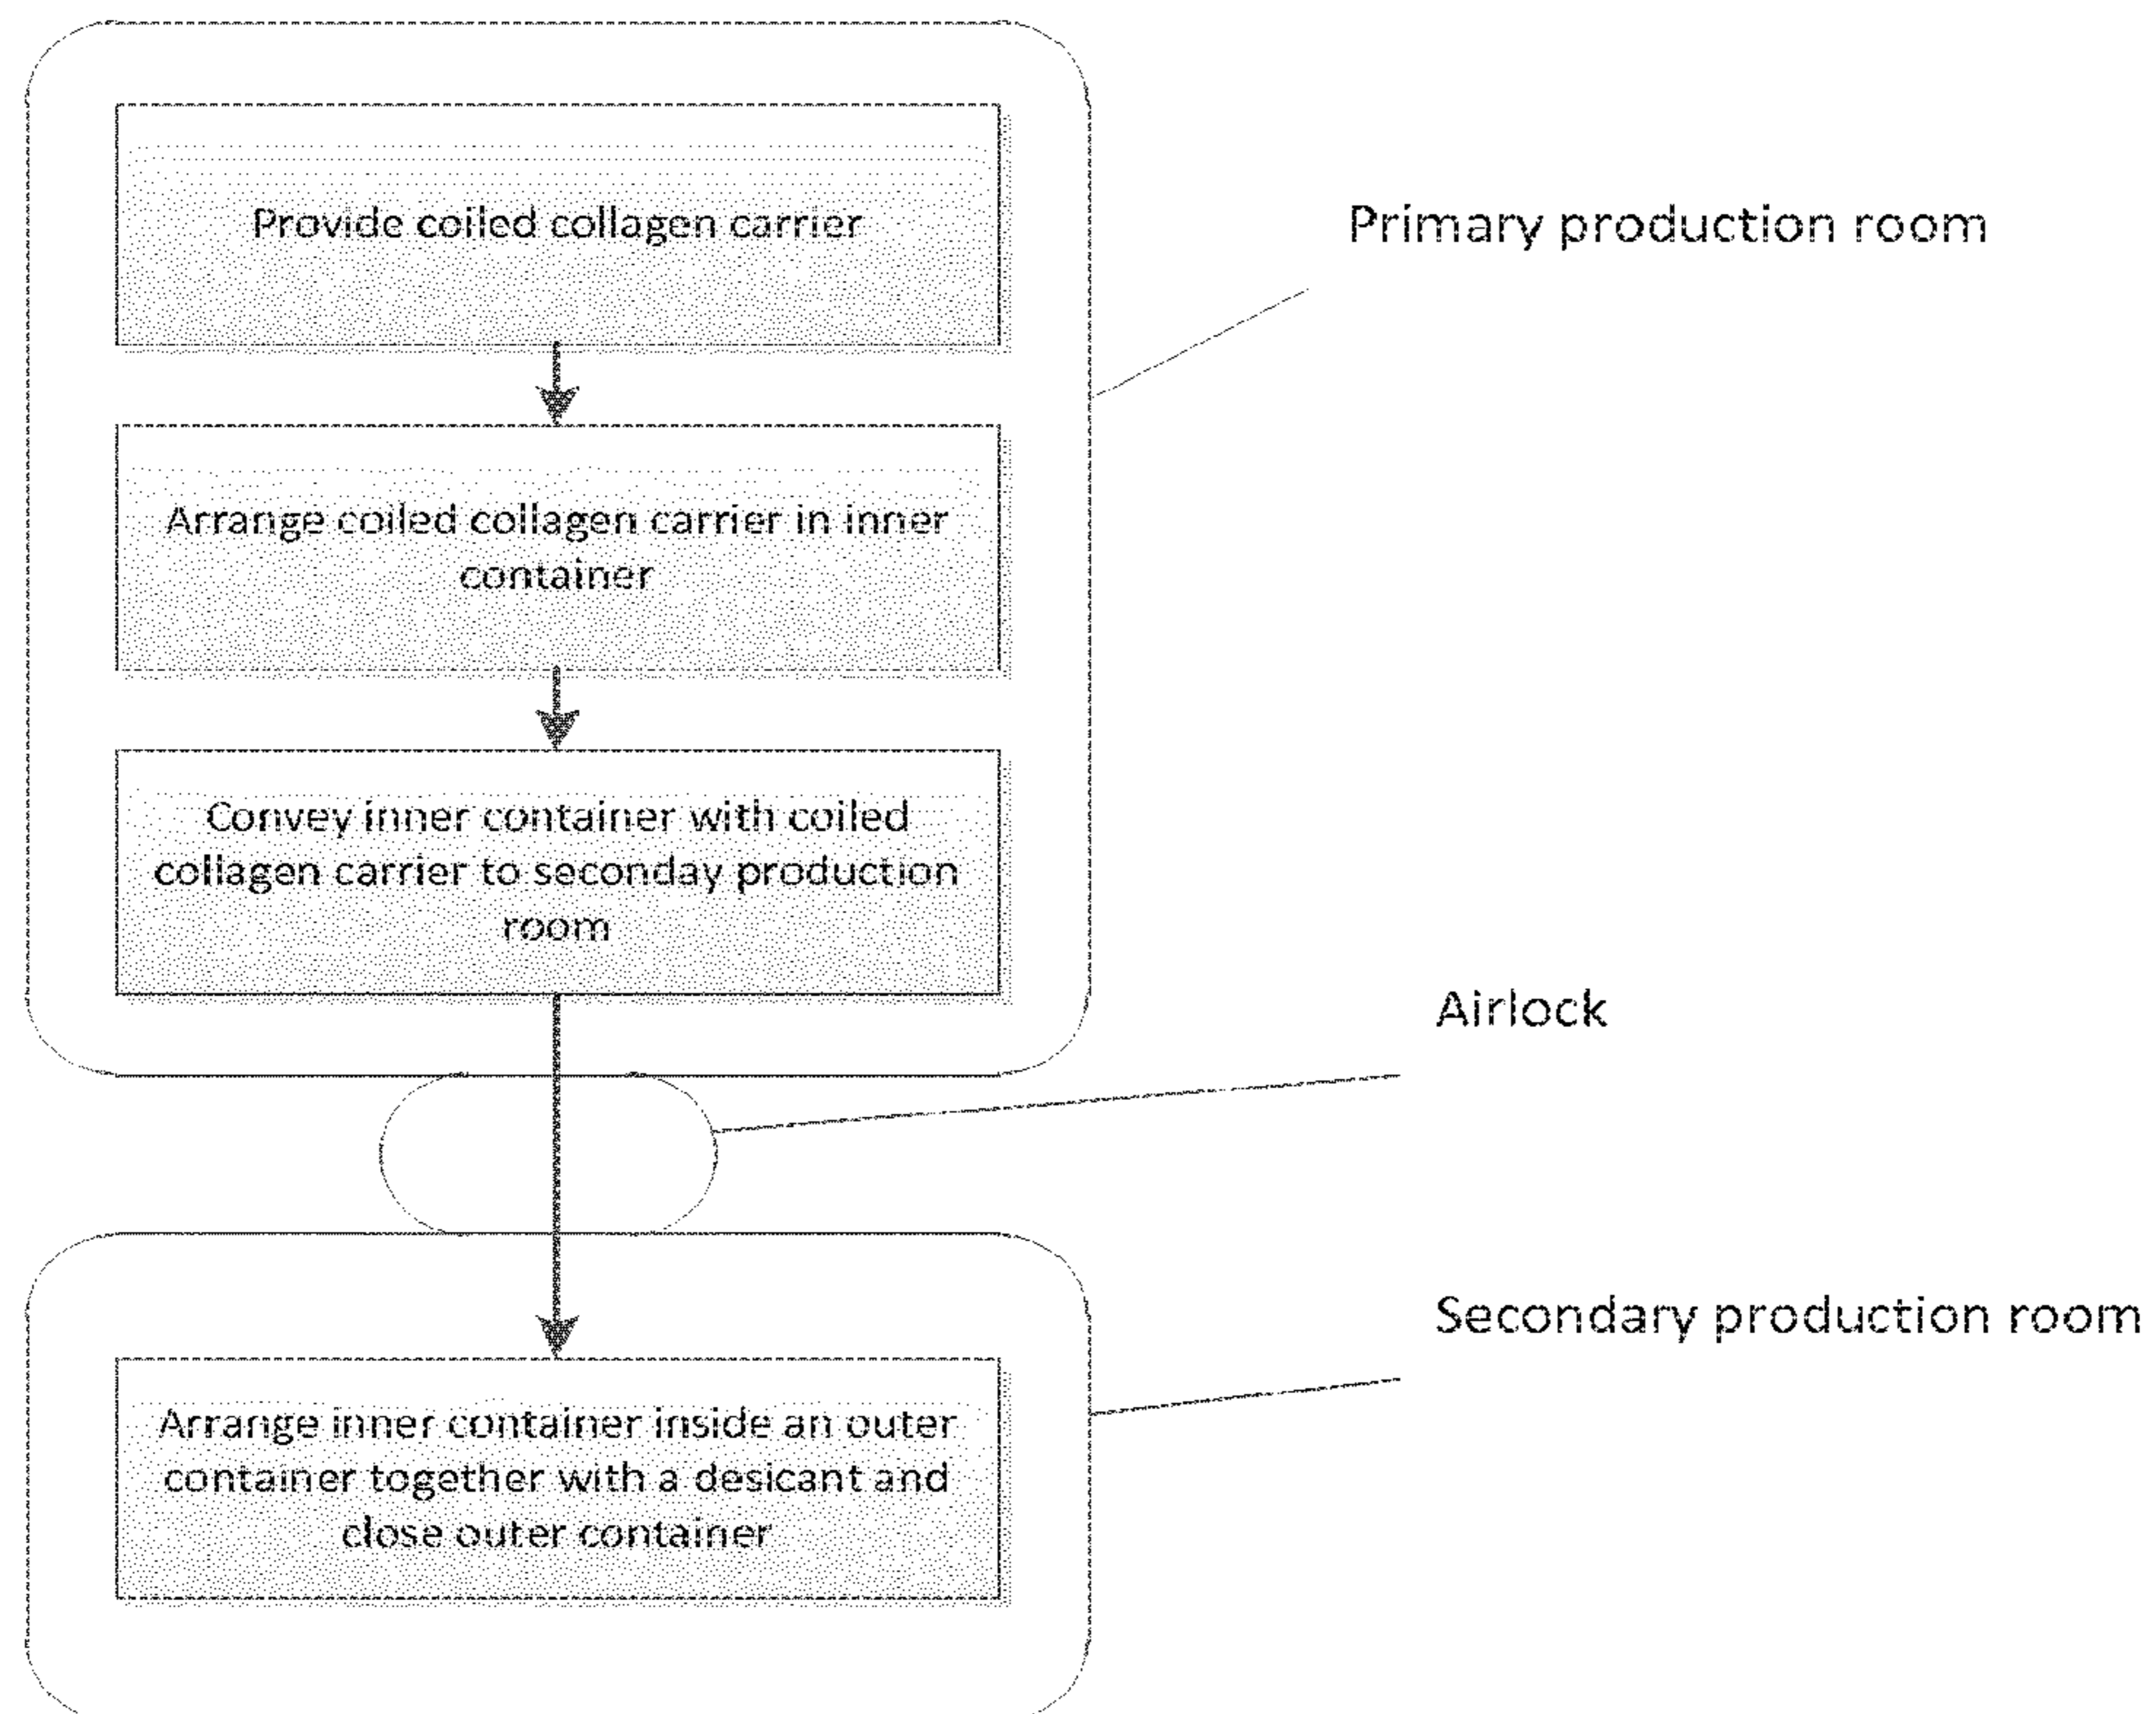 Provide coiled collagen carrier
Primary production room
Arrange coiled collagen carrier in inner
container
Convey inner container with coiled
collagen carrier to seconday production
room
Airlock
Secondary production room
Arrange inner container inside an outer
container together with a desicant and
close outer container